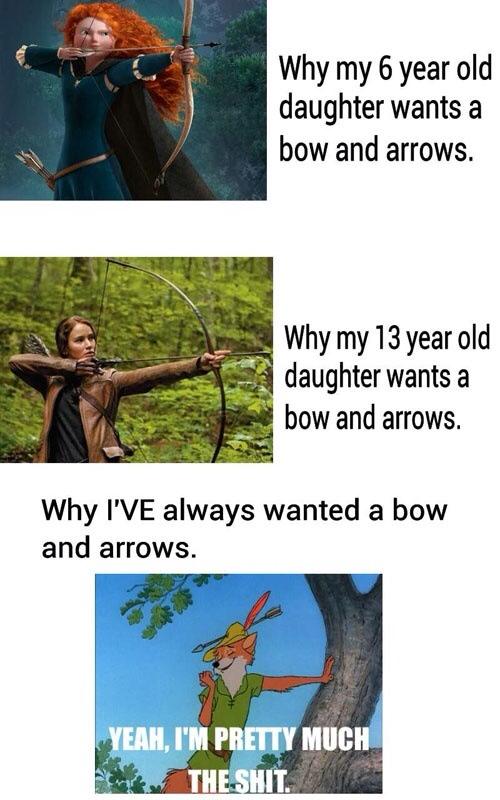 Why my 6 year old
daughter wants a
bow and arrows.
Why my 13 year old
daughter wants a
bow and arrows.
Why I'VE always wanted a bow
and arrows.
YEAH, I'M PRETTY MUCH
THE SHIT.